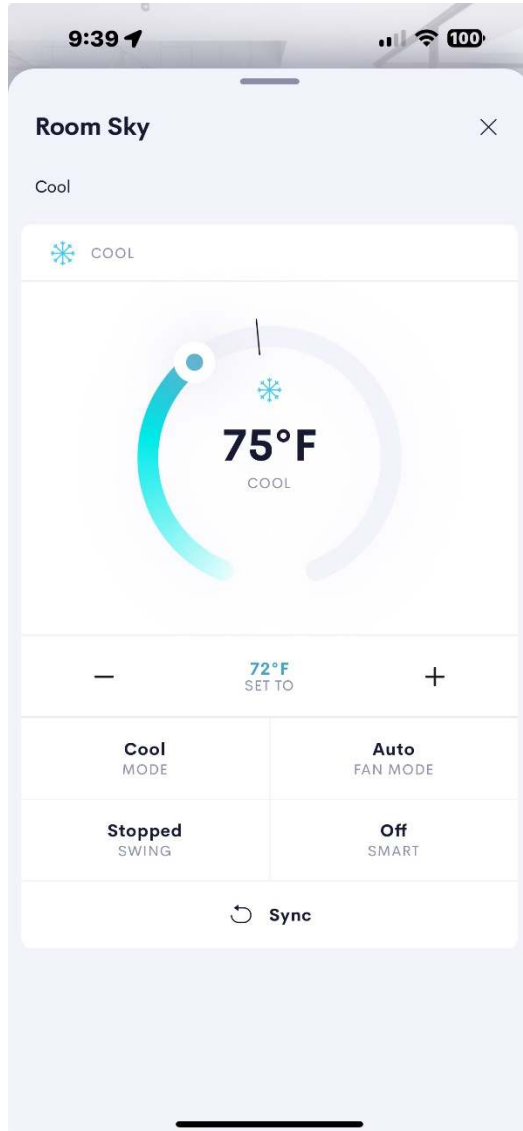 9:39
100
Room Sky
Cool
COOL
75°F
COOL
72°F
SET TO
Cool
MODE
Auto
FAN MODE
Stopped
SWING
Off
SMART
Sync